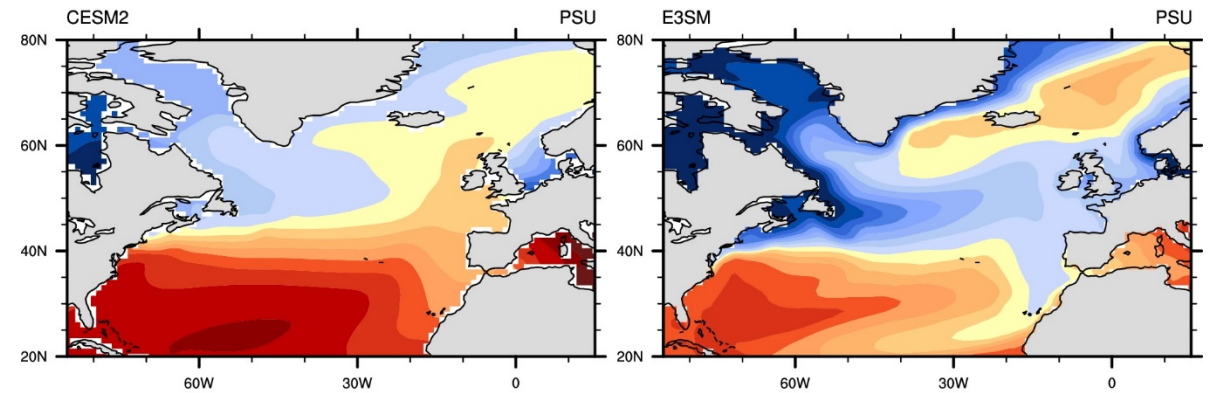 CESM2 PSU E3SM PSU
80N 80N
60N 60N
40N 40N
20N 20N
60W 30W 0 60W 30W 0